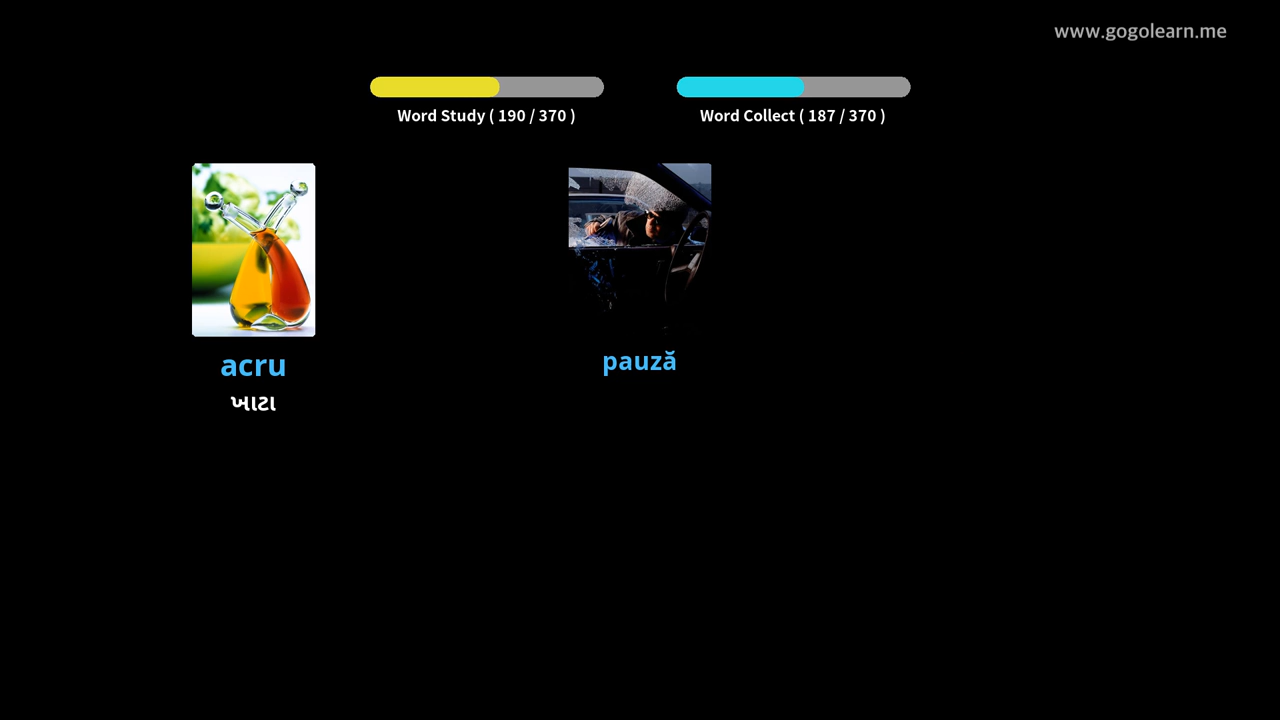 www.gogolearn.me
Word Study ( 190 / 370 )
Word Collect ( 187 / 370 )
acru
ખાટા
pauză